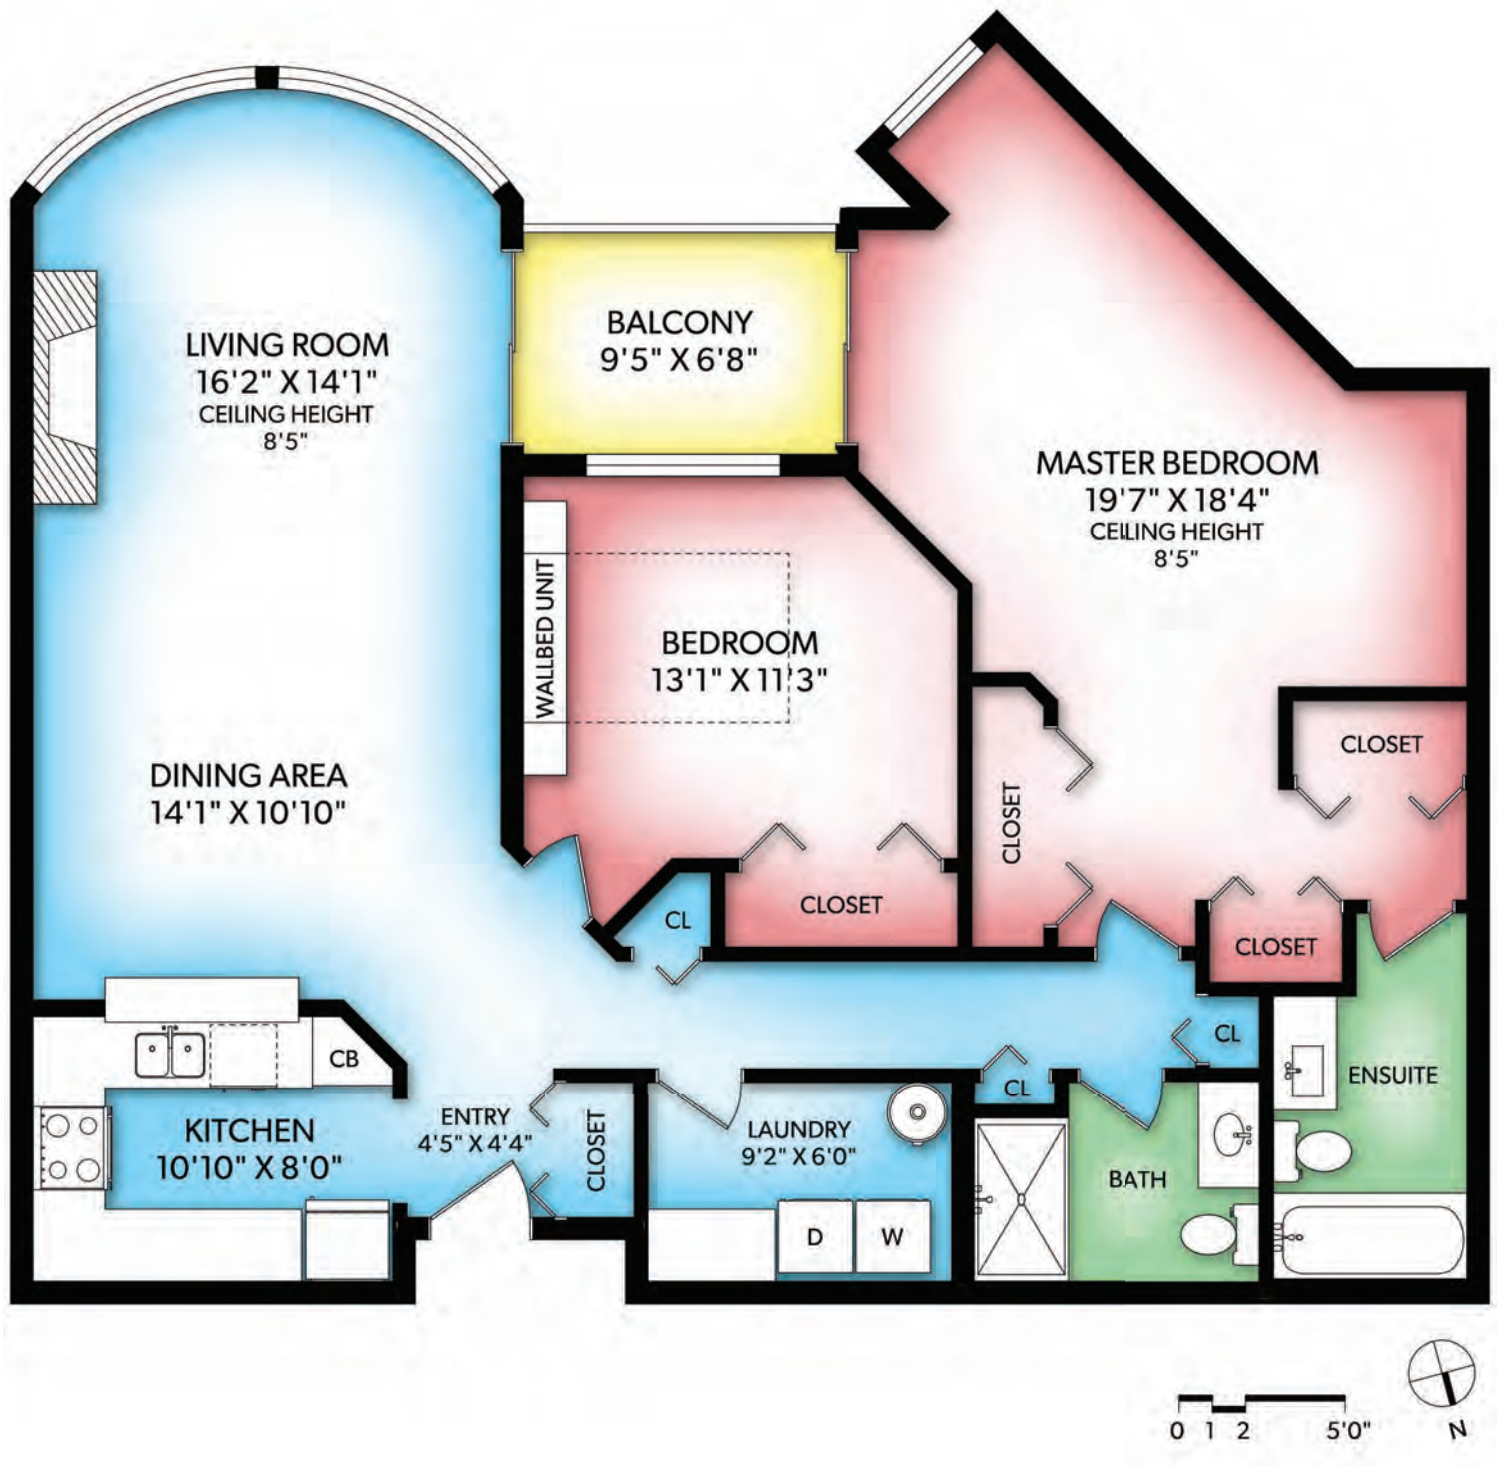 LIVING ROOM
16'2" X 14'1"
CEILING HEIGHT
8'5"
BALCONY
9'5" X 6'8"
MASTER BEDROOM
19'7" X 18'4"
CEILING HEIGHT
8'5"
WALLBED UNIT
BEDROOM
13'1" X 11'3"
DINING AREA
14'1" X 10'10"
CLOSET
CLOSET
CLOSET
CL
CLOSET
CL
CB
KITCHEN
10'10" X 8'0"
ENTRY
4'5" X 4'4"
CLOSET
LAUNDRY
9'2" X 6'0"
D
W
CL
BATH
ENSUITE
0 1 2 5'0"
N